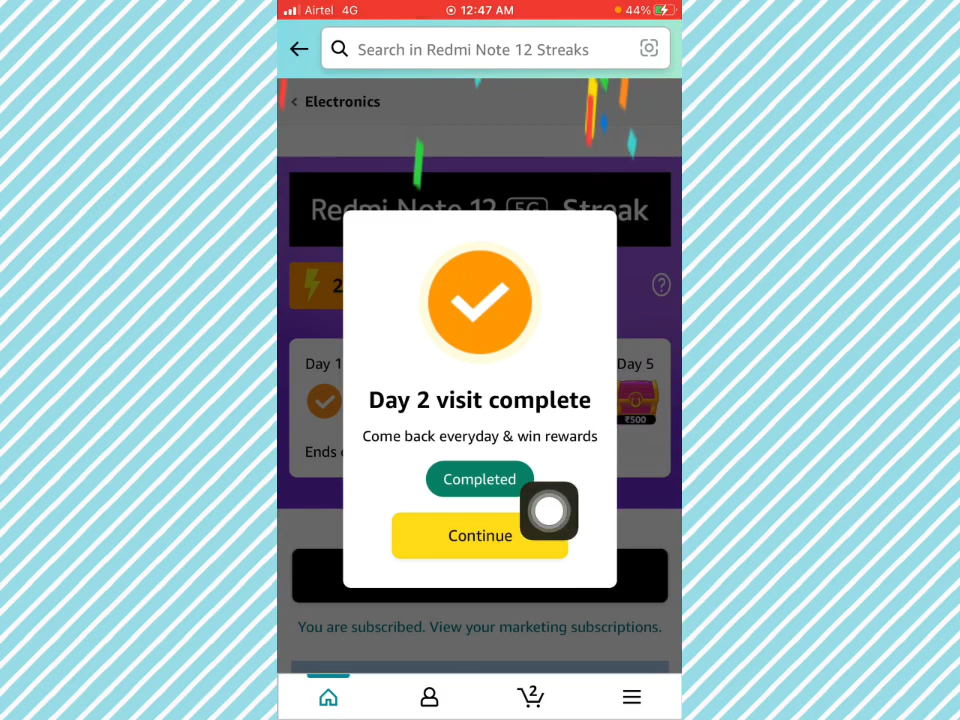 Airtel 4G 12:47 AM 44%
Search in Redmi Note 12 Streaks
Electronics
Redmi Note 12 5G Streak
2
Day 1
Day 5
₹500
Ends
Day 2 visit complete
Come back everyday & win rewards
Completed
Continue
You are subscribed. View your marketing subscriptions.
2